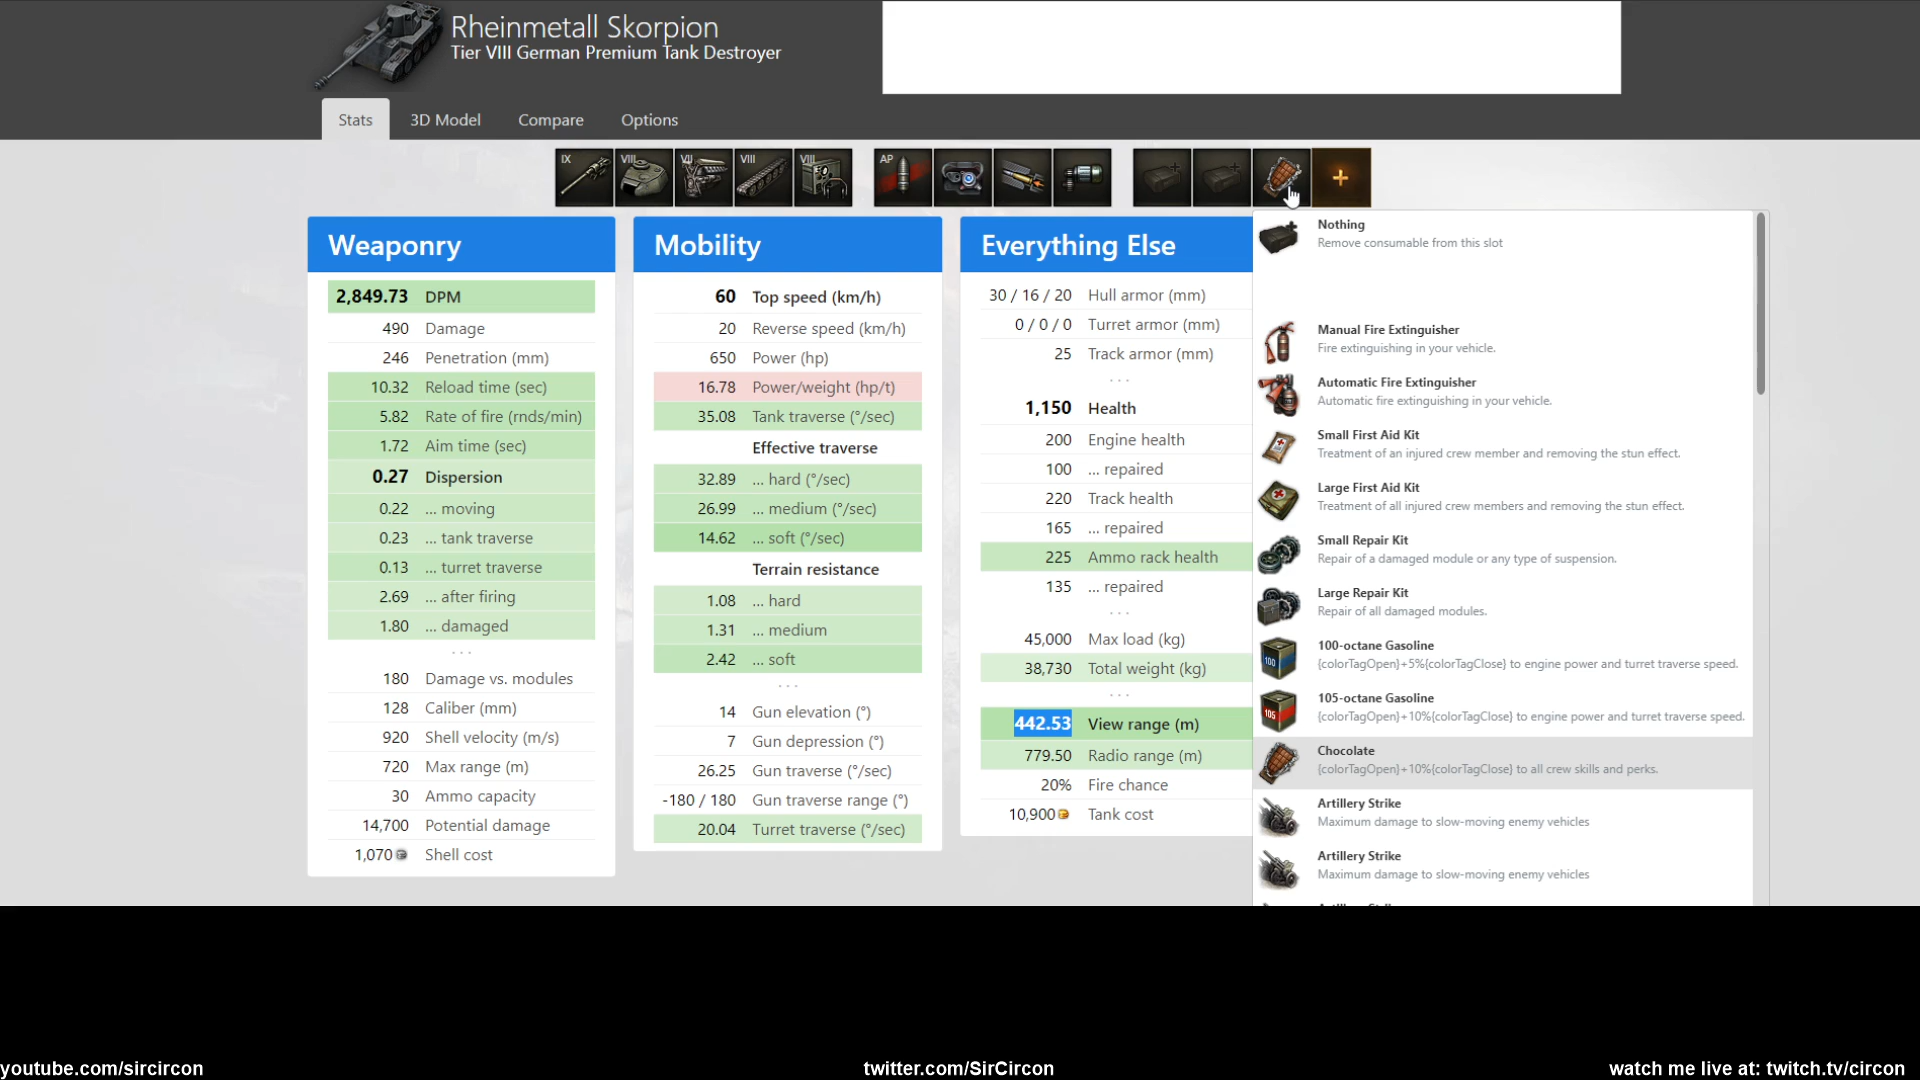 Rheinmetall Skorpion
Tier VIII German Premium Tank Destroyer
Stats 3D Model Compare Options
IX VIII VII VIII VIII AP
Weaponry
2,849.73 DPM
490 Damage
246 Penetration (mm)
10.32 Reload time (sec)
5.82 Rate of fire (rnds/min)
1.72 Aim time (sec)
0.27 Dispersion
0.22 ... moving
0.23 ... tank traverse
0.13 ... turret traverse
2.69 ... after firing
1.80 ... damaged
...
180 Damage vs. modules
128 Caliber (mm)
920 Shell velocity (m/s)
720 Max range (m)
30 Ammo capacity
14,700 Potential damage
1,070 Shell cost
Mobility
60 Top speed (km/h)
20 Reverse speed (km/h)
650 Power (hp)
16.78 Power/weight (hp/t)
35.08 Tank traverse (°/sec)
Effective traverse
32.89 ... hard (°/sec)
26.99 ... medium (°/sec)
14.62 ... soft (°/sec)
Terrain resistance
1.08 ... hard
1.31 ... medium
2.42 ... soft
...
14 Gun elevation (°)
7 Gun depression (°)
26.25 Gun traverse (°/sec)
-180 / 180 Gun traverse range (°)
20.04 Turret traverse (°/sec)
Everything Else
30 / 16 / 20 Hull armor (mm)
0 / 0 / 0 Turret armor (mm)
25 Track armor (mm)
...
1,150 Health
200 Engine health
100 ... repaired
220 Track health
165 ... repaired
225 Ammo rack health
135 ... repaired
...
45,000 Max load (kg)
38,730 Total weight (kg)
...
442.53 View range (m)
779.50 Radio range (m)
20% Fire chance
10,900 Tank cost
Nothing
Remove consumable from this slot
Manual Fire Extinguisher
Fire extinguishing in your vehicle.
Automatic Fire Extinguisher
Automatic fire extinguishing in your vehicle.
Small First Aid Kit
Treatment of an injured crew member and removing the stun effect.
Large First Aid Kit
Treatment of all injured crew members and removing the stun effect.
Small Repair Kit
Repair of a damaged module or any type of suspension.
Large Repair Kit
Repair of all damaged modules.
100
100-octane Gasoline
{colorTagOpen}+5%{colorTagClose} to engine power and turret traverse speed.
105
105-octane Gasoline
{colorTagOpen}+10%{colorTagClose} to engine power and turret traverse speed.
Chocolate
{colorTagOpen}+10%{colorTagClose} to all crew skills and perks.
Artillery Strike
Maximum damage to slow-moving enemy vehicles
Artillery Strike
Maximum damage to slow-moving enemy vehicles
youtube.com/sircircon
twitter.com/SirCircon
watch me live at: twitch.tv/circon